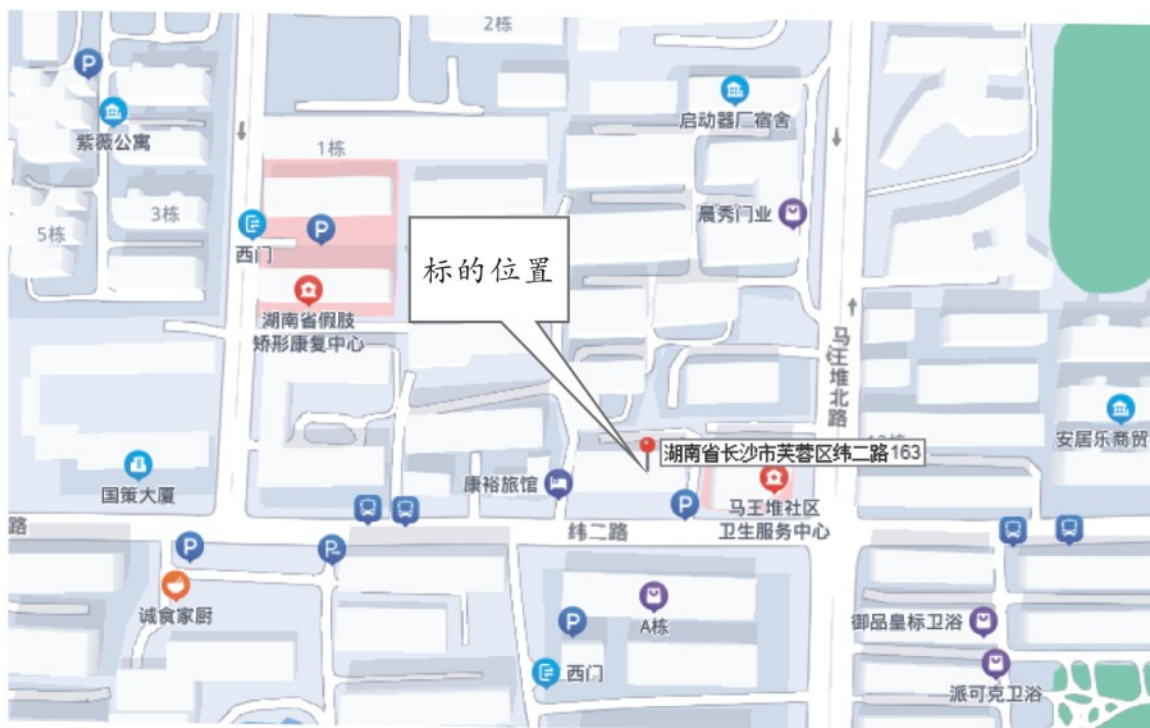 2栋
启动器厂宿舍
紫薇公寓
1栋
3栋
晨秀门业
5栋
西门
标的位置
湖南省假肢
矫形康复中心
马王堆北路
安居乐商贸
湖南省长沙市芙蓉区纬二路163
国策大厦
康裕旅馆
马王堆社区
卫生服务中心
路
纬二路
诚食家厨
A栋
御品皇标卫浴
西门
派可克卫浴